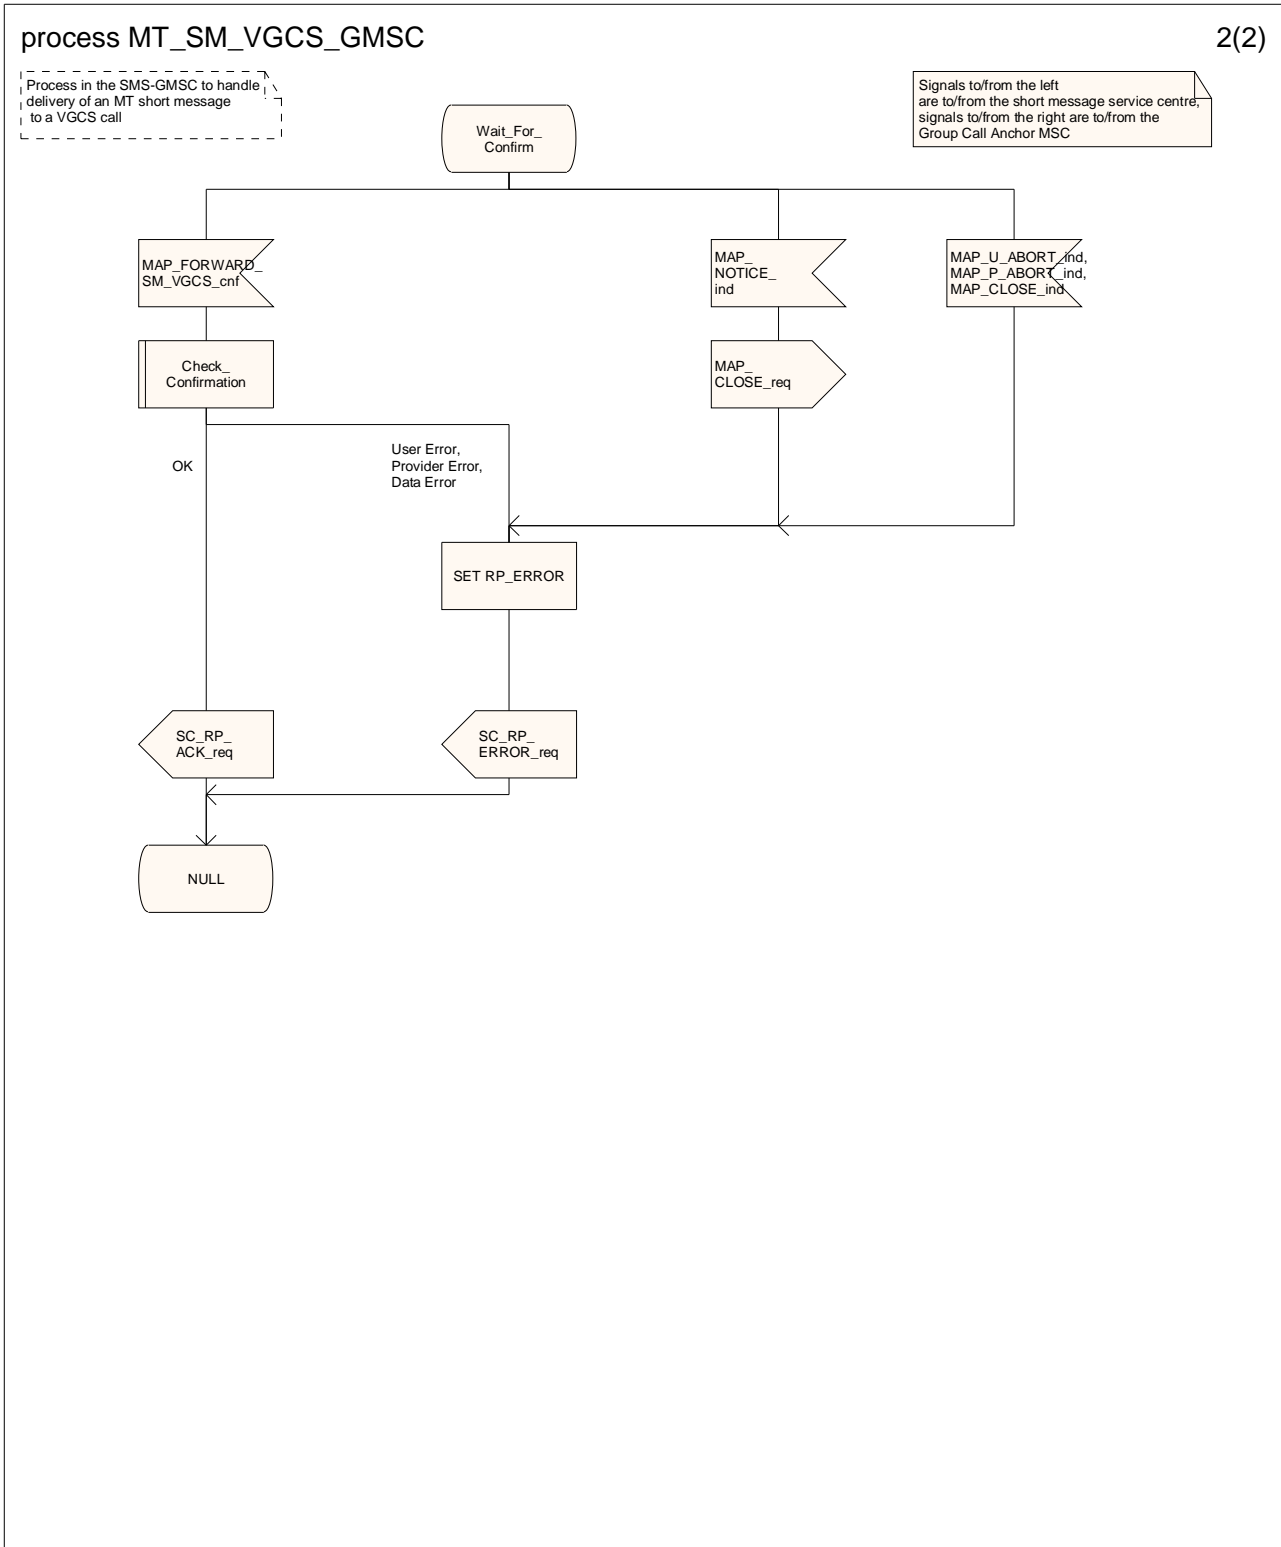 process MT_SM_VGCS_GMSC
2(2)
Process in the SMS-GMSC to handle
delivery of an MT short message
to a VGCS call
Signals to/from the left
are to/from the short message service centre,
signals to/from the right are to/from the
Group Call Anchor MSC
Wait_For_
Confirm
MAP_FORWARD_
SM_VGCS_cnf
MAP_
NOTICE_
ind
MAP_U_ABORT_ind,
MAP_P_ABORT_ind,
MAP_CLOSE_ind
Check_
Confirmation
MAP_
CLOSE_req
OK
User Error,
Provider Error,
Data Error
SET RP_ERROR
SC_RP_
ACK_req
SC_RP_
ERROR_req
NULL